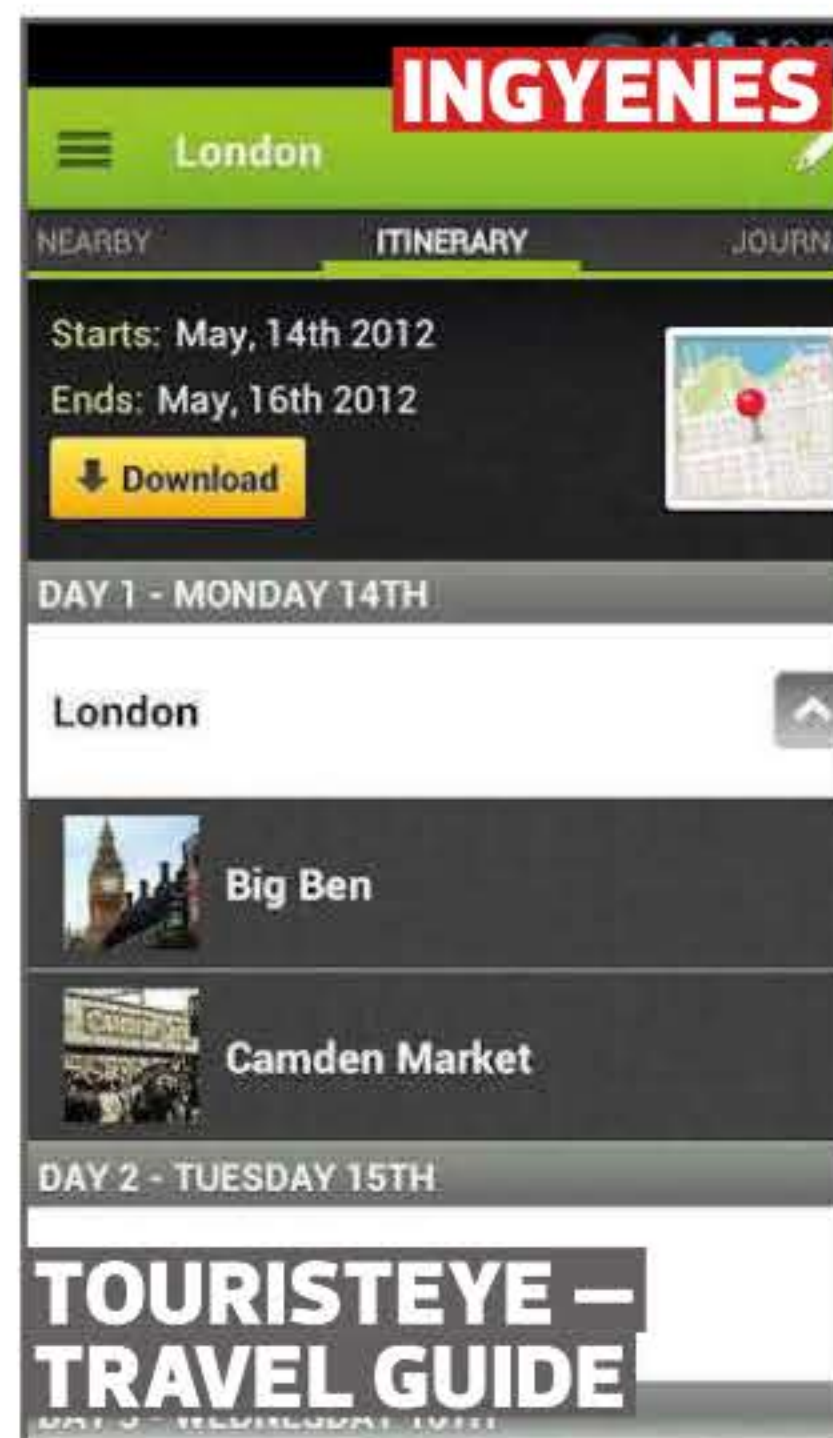 INGYENES
London
NEARBY ITINERARY JOURN
Starts: May, 14th 2012
Ends: May, 16th 2012
Download
DAY 1 - MONDAY 14TH
London
Big Ben
Camden Market
DAY 2 - TUESDAY 15TH
TOURISTEYE –
TRAVEL GUIDE